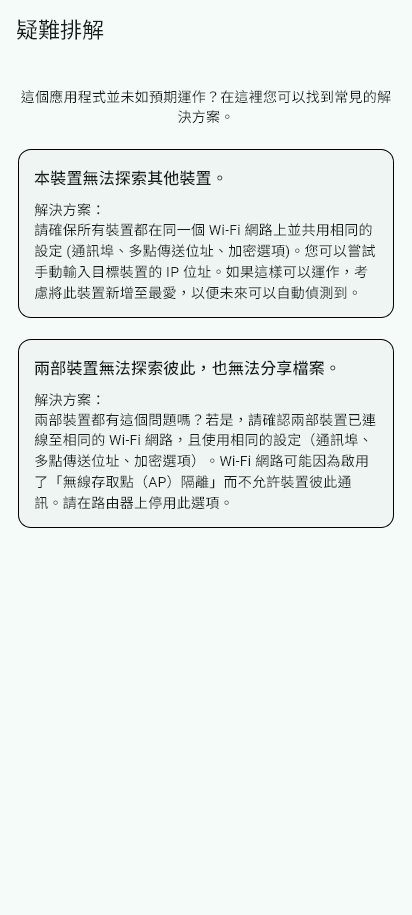 疑難排解
這個應用程式並未如預期運作？在這裡您可以找到常見的解
決方案。
本裝置無法探索其他裝置。
解決方案：
請確保所有裝置都在同一個 Wi-Fi 網路上並共用相同的
設定 (通訊埠、多點傳送位址、加密選項)。您可以嘗試
手動輸入目標裝置的 IP 位址。如果這樣可以運作，考
慮將此裝置新增至最愛，以便未來可以自動偵測到。
兩部裝置無法探索彼此，也無法分享檔案。
解決方案：
兩部裝置都有這個問題嗎？若是，請確認兩部裝置已連
線至相同的 Wi-Fi 網路，且使用相同的設定（通訊埠、
多點傳送位址、加密選項）。Wi-Fi 網路可能因為啟用
了「無線存取點（AP）隔離」而不允許裝置彼此通
訊。請在路由器上停用此選項。